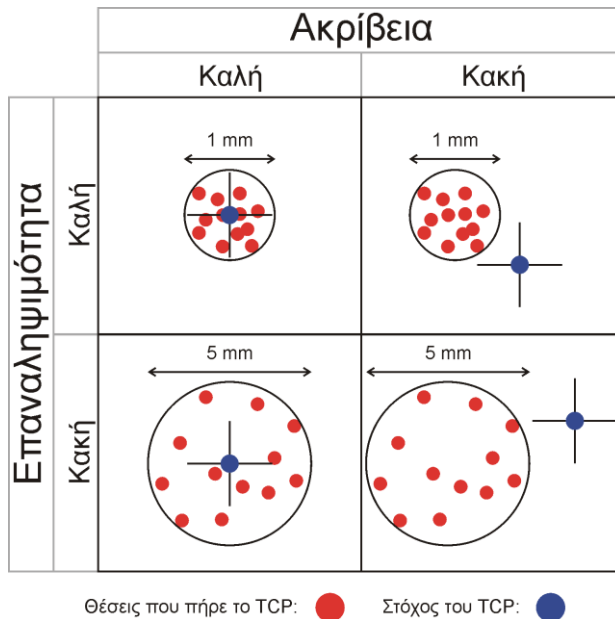 Ακρίβεια
Καλή
Κακή
Επαναληψιμότητα
Καλή
1 mm
1 mm
Κακή
5 mm
5 mm
Θέσεις που πήρε το TCP:
Στόχος του TCP: